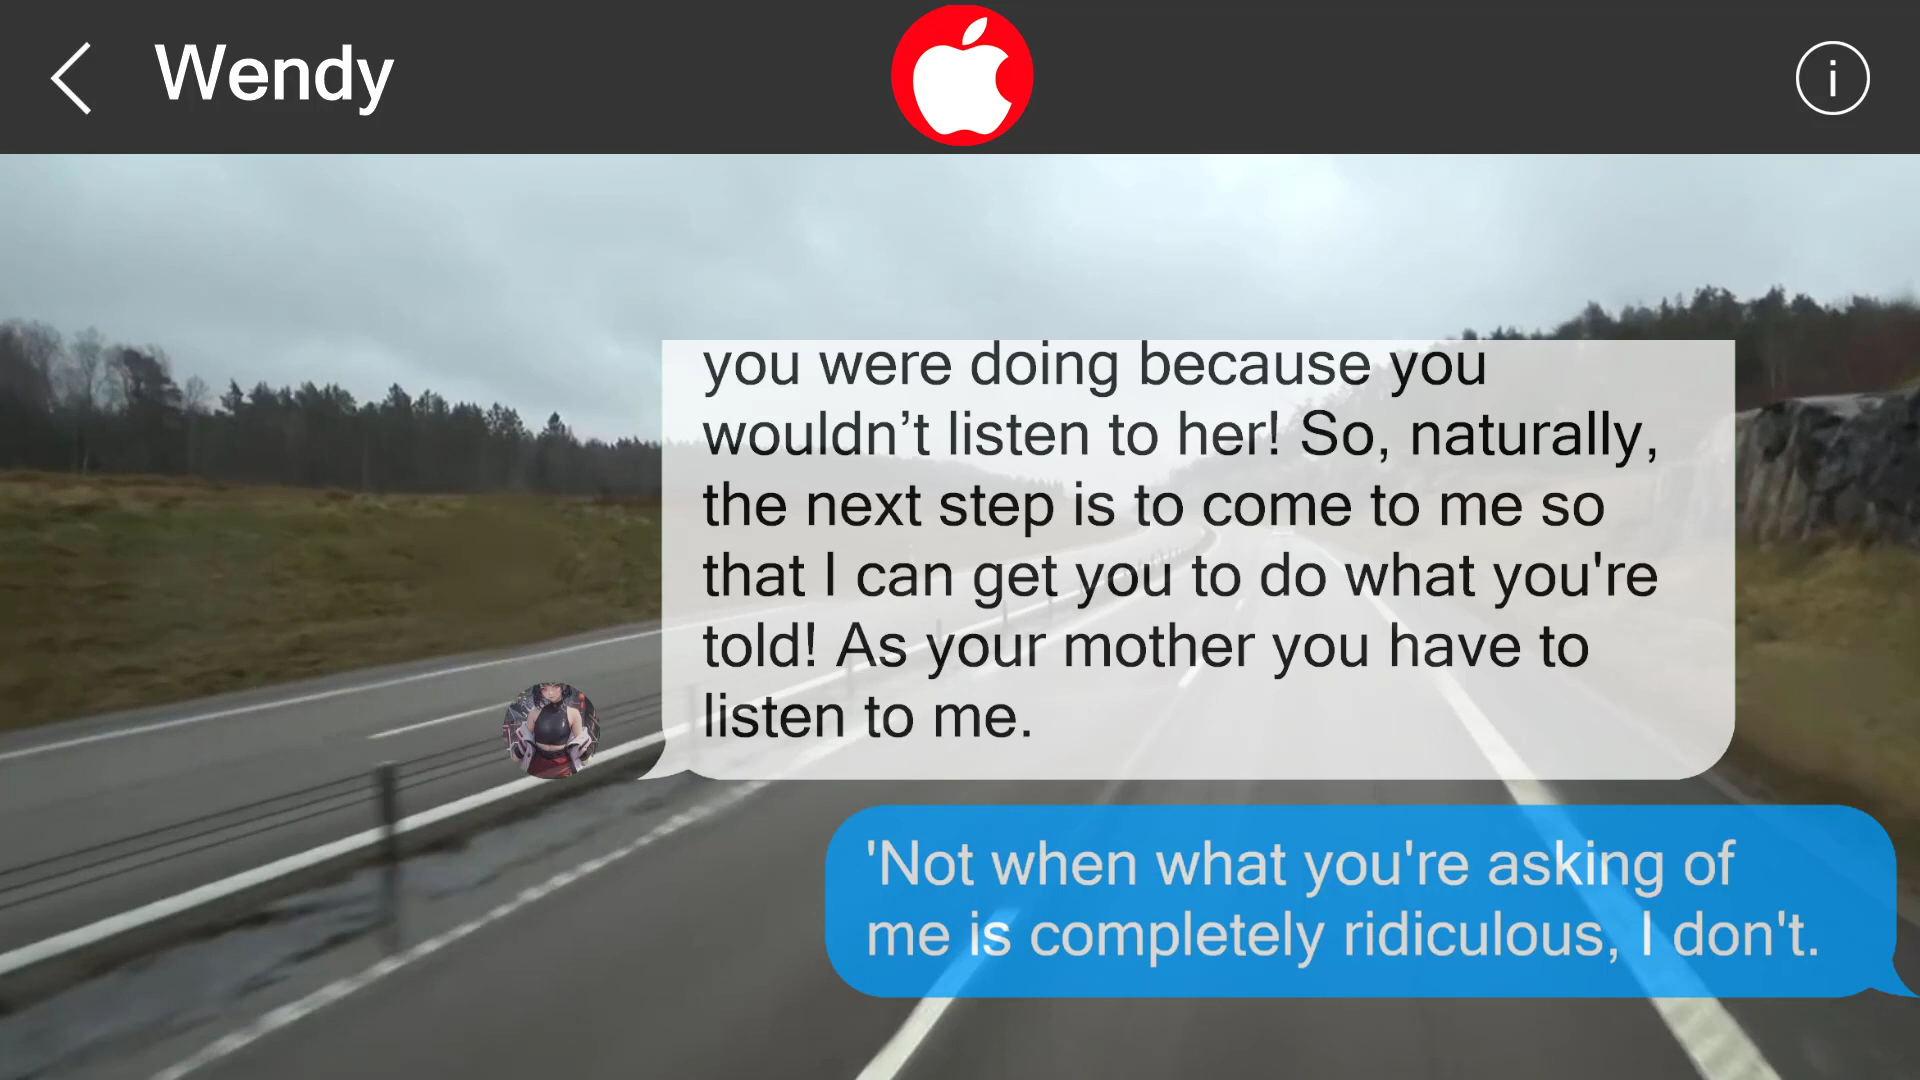 Wendy
i
you were doing because you
wouldn’t listen to her! So, naturally,
the next step is to come to me so
that I can get you to do what you're
told! As your mother you have to
listen to me.
'Not when what you're asking of
me is completely ridiculous, I don't.